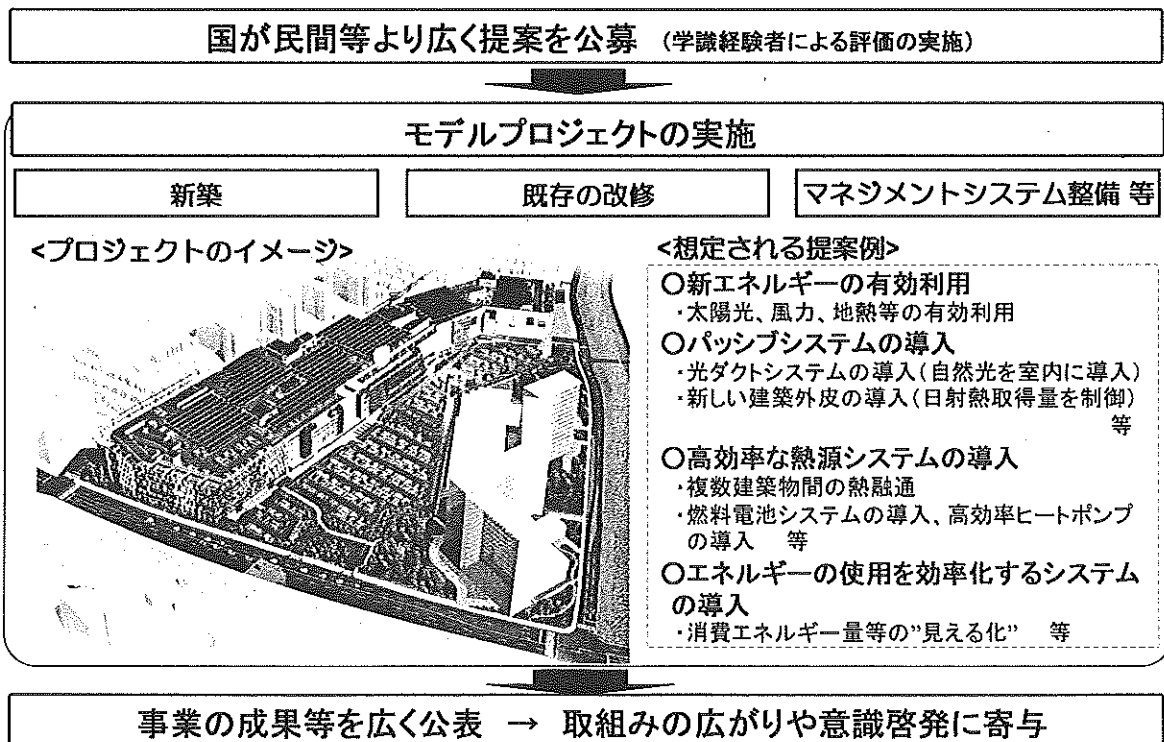 国が民間等より広く提案を公募 (学識経験者による評価の実施)
モデルプロジェクトの実施
新築
既存の改修
マネジメントシステム整備 等
<プロジェクトのイメージ>
<想定される提案例>
○新エネルギーの有効利用
・太陽光、風力、地熱等の有効利用
○パッシブシステムの導入
・光ダクトシステムの導入(自然光を室内に導入)
・新しい建築外皮の導入(日射熱取得量を制御)
等
○高効率な熱源システムの導入
・複数建築物間の熱融通
・燃料電池システムの導入、高効率ヒートポンプ
の導入 等
○エネルギーの使用を効率化するシステム
の導入
・消費エネルギー量等の”見える化” 等
事業の成果等を広く公表 → 取組みの広がりや意識啓発に寄与